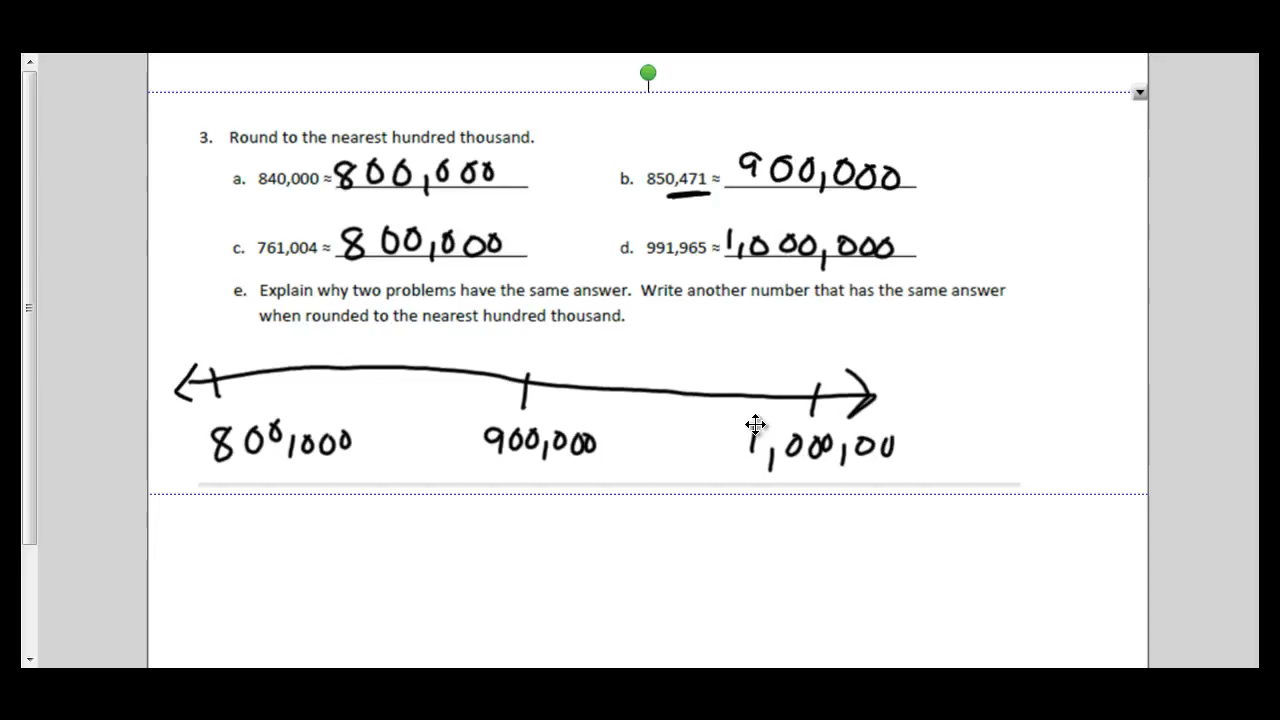 3. Round to the nearest hundred thousand.
a. 840,000 ≈ 800,000 b. 850,471 ≈ 900,000
c. 761,004 ≈ 800,000 d. 991,965 ≈ 1,000,000
e. Explain why two problems have the same answer. Write another number that has the same answer
when rounded to the nearest hundred thousand.
800,000 900,000 1,000,00